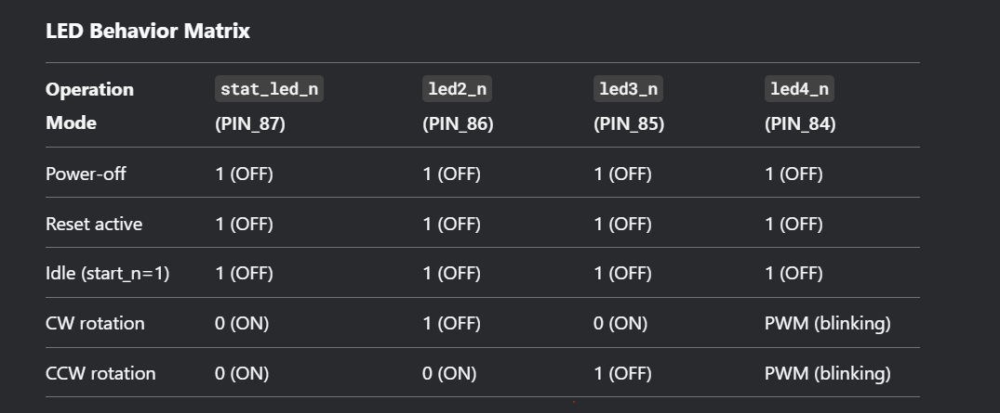 LED Behavior Matrix
Operation Mode stat_led_n (PIN_87) led2_n (PIN_86) led3_n (PIN_85) led4_n (PIN_84)
Power-off 1 (OFF) 1 (OFF) 1 (OFF) 1 (OFF)
Reset active 1 (OFF) 1 (OFF) 1 (OFF) 1 (OFF)
Idle (start_n=1) 1 (OFF) 1 (OFF) 1 (OFF) 1 (OFF)
CW rotation 0 (ON) 1 (OFF) 0 (ON) PWM (blinking)
CCW rotation 0 (ON) 0 (ON) 1 (OFF) PWM (blinking)